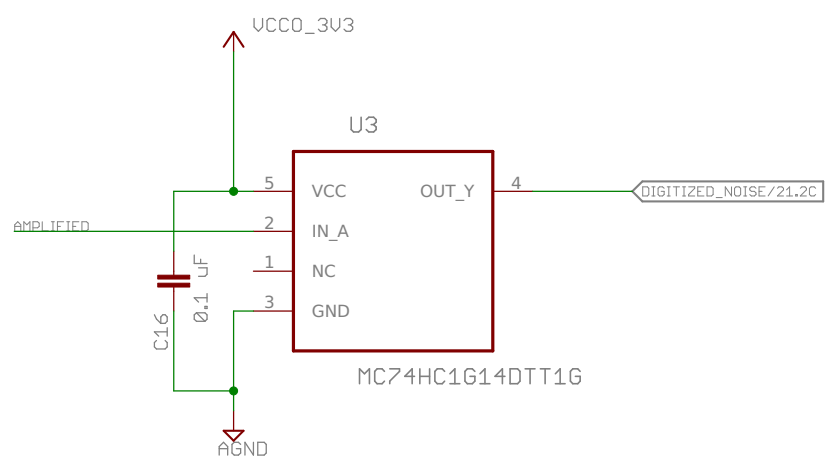 VCCO_3V3
U3
5 VCC OUT_Y 4
DIGITIZED_NOISE/21.2C
AMPLIFIED
2 IN_A
1 NC
3 GND
C16
0.1 uF
MC74HC1G14DTT1G
AGND